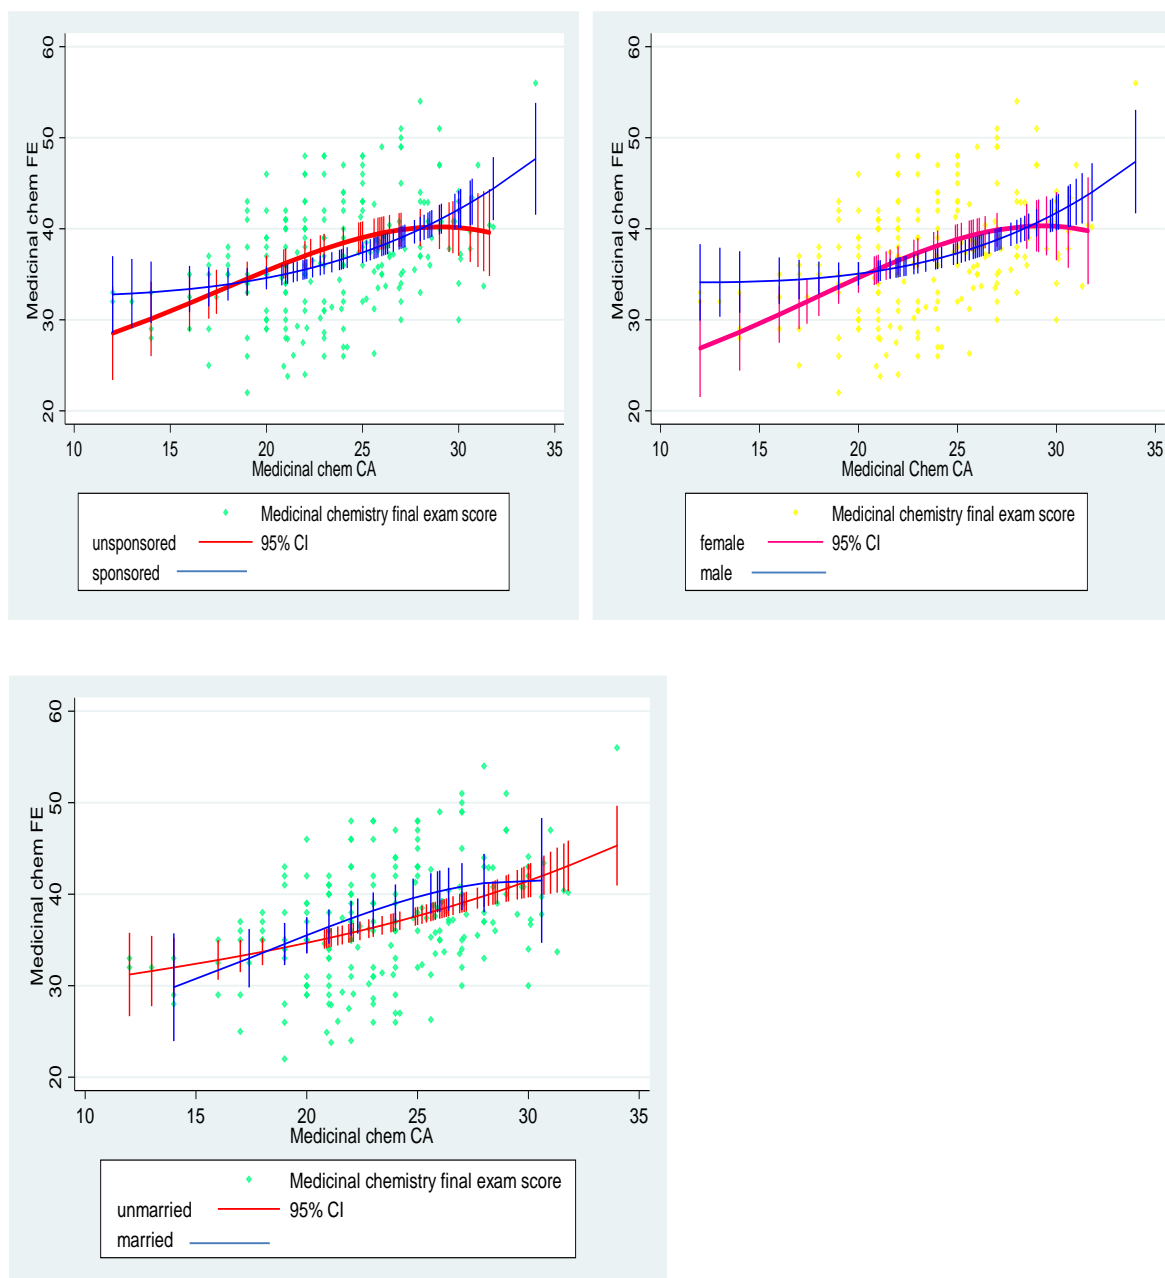 60
50
40
30
20
Medicinal chem FE
10 15 20 25 30 35
Medicinal chem CA
Medicinal chemistry final exam score
unsponsored 95% CI
sponsored
60
50
40
30
20
Medicinal chem FE
10 15 20 25 30 35
Medicinal Chem CA
Medicinal chemistry final exam score
female 95% CI
male
60
50
40
30
20
Medicinal chem FE
10 15 20 25 30 35
Medicinal chem CA
Medicinal chemistry final exam score
unmarried 95% CI
married